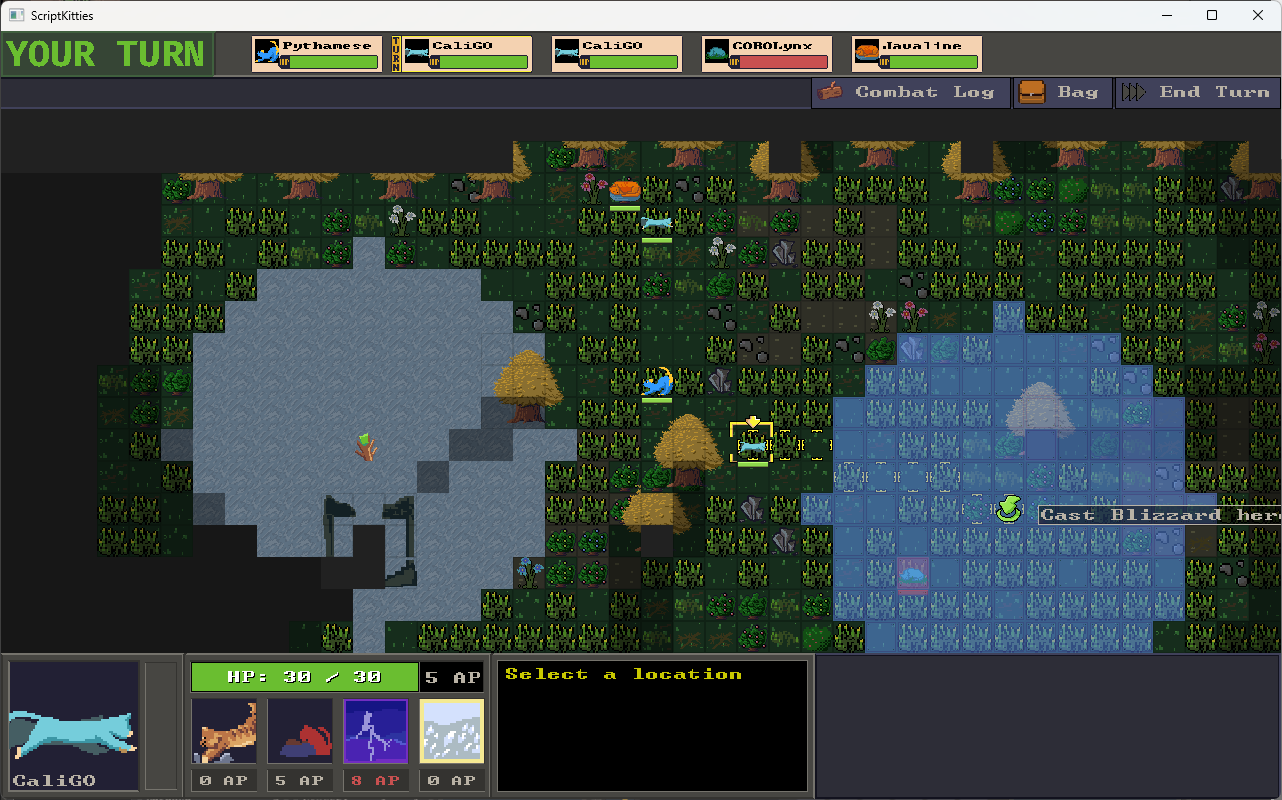 ScriptKitties
YOUR TURN
Pythamese
HP
TURN
CaliGO
HP
CaliGO
HP
COBOLynx
HP
Javaline
HP
Combat Log
Bag
End Turn
Cast Blizzard here
HP: 30 / 30
5 AP
Select a location
CaliGO
0 AP
5 AP
8 AP
0 AP